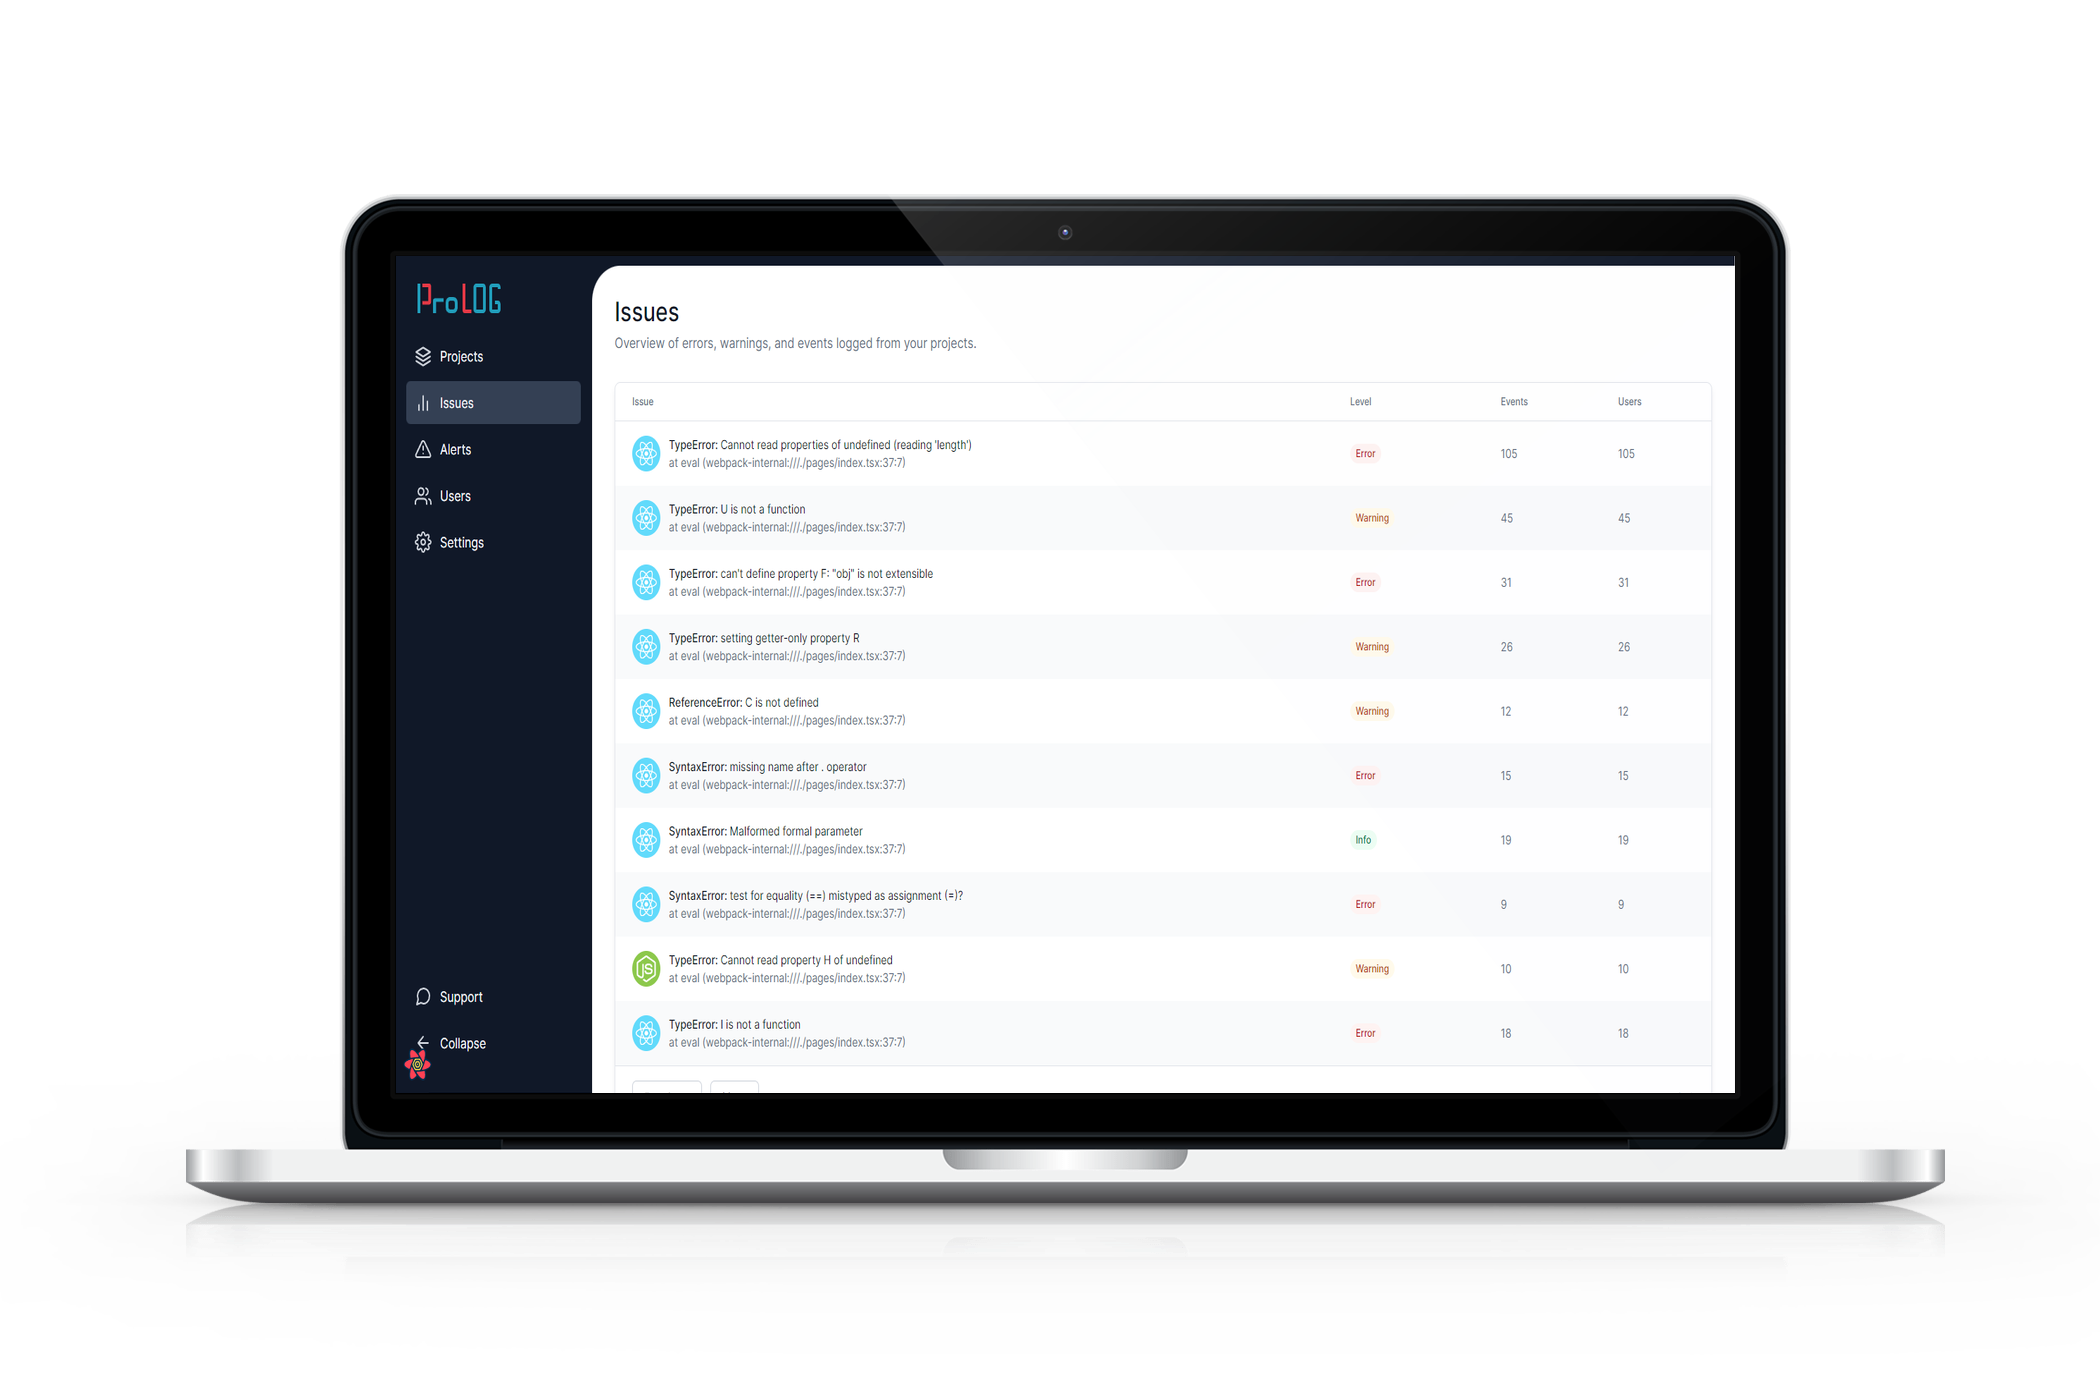 ProLOG
Projects
Issues
Alerts
Users
Settings
Support
Collapse
Issues
Overview of errors, warnings, and events logged from your projects.
Issue Level Events Users
TypeError: Cannot read properties of undefined (reading 'length')
at eval (webpack-internal:///./pages/index.tsx:37:7)
Error 105 105
TypeError: U is not a function
at eval (webpack-internal:///./pages/index.tsx:37:7)
Warning 45 45
TypeError: can't define property F: "obj" is not extensible
at eval (webpack-internal:///./pages/index.tsx:37:7)
Error 31 31
TypeError: setting getter-only property R
at eval (webpack-internal:///./pages/index.tsx:37:7)
Warning 26 26
ReferenceError: C is not defined
at eval (webpack-internal:///./pages/index.tsx:37:7)
Warning 12 12
SyntaxError: missing name after . operator
at eval (webpack-internal:///./pages/index.tsx:37:7)
Error 15 15
SyntaxError: Malformed formal parameter
at eval (webpack-internal:///./pages/index.tsx:37:7)
Info 19 19
SyntaxError: test for equality (==) mistyped as assignment (=)?
at eval (webpack-internal:///./pages/index.tsx:37:7)
Error 9 9
JS
TypeError: Cannot read property H of undefined
at eval (webpack-internal:///./pages/index.tsx:37:7)
Warning 10 10
TypeError: I is not a function
at eval (webpack-internal:///./pages/index.tsx:37:7)
Error 18 18